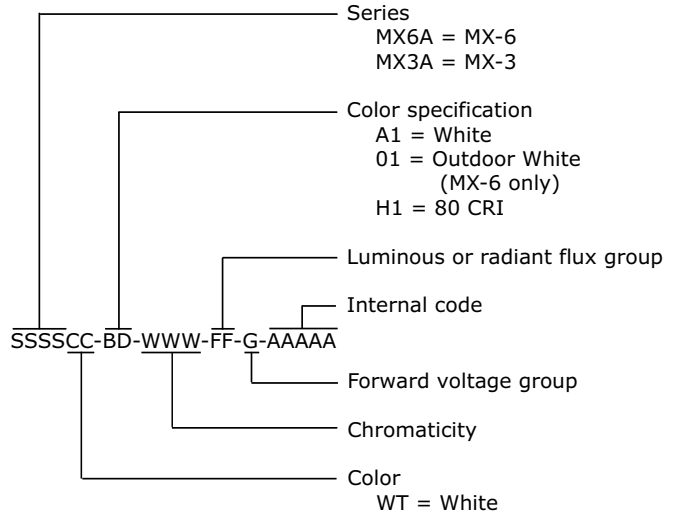 Series
MX6A = MX-6
MX3A = MX-3
Color specification
A1 = White
01 = Outdoor White
(MX-6 only)
H1 = 80 CRI
Luminous or radiant flux group
Internal code
SSSSCC-BD-WWW-FF-G-AAAAA
Forward voltage group
Chromaticity
Color
WT = White